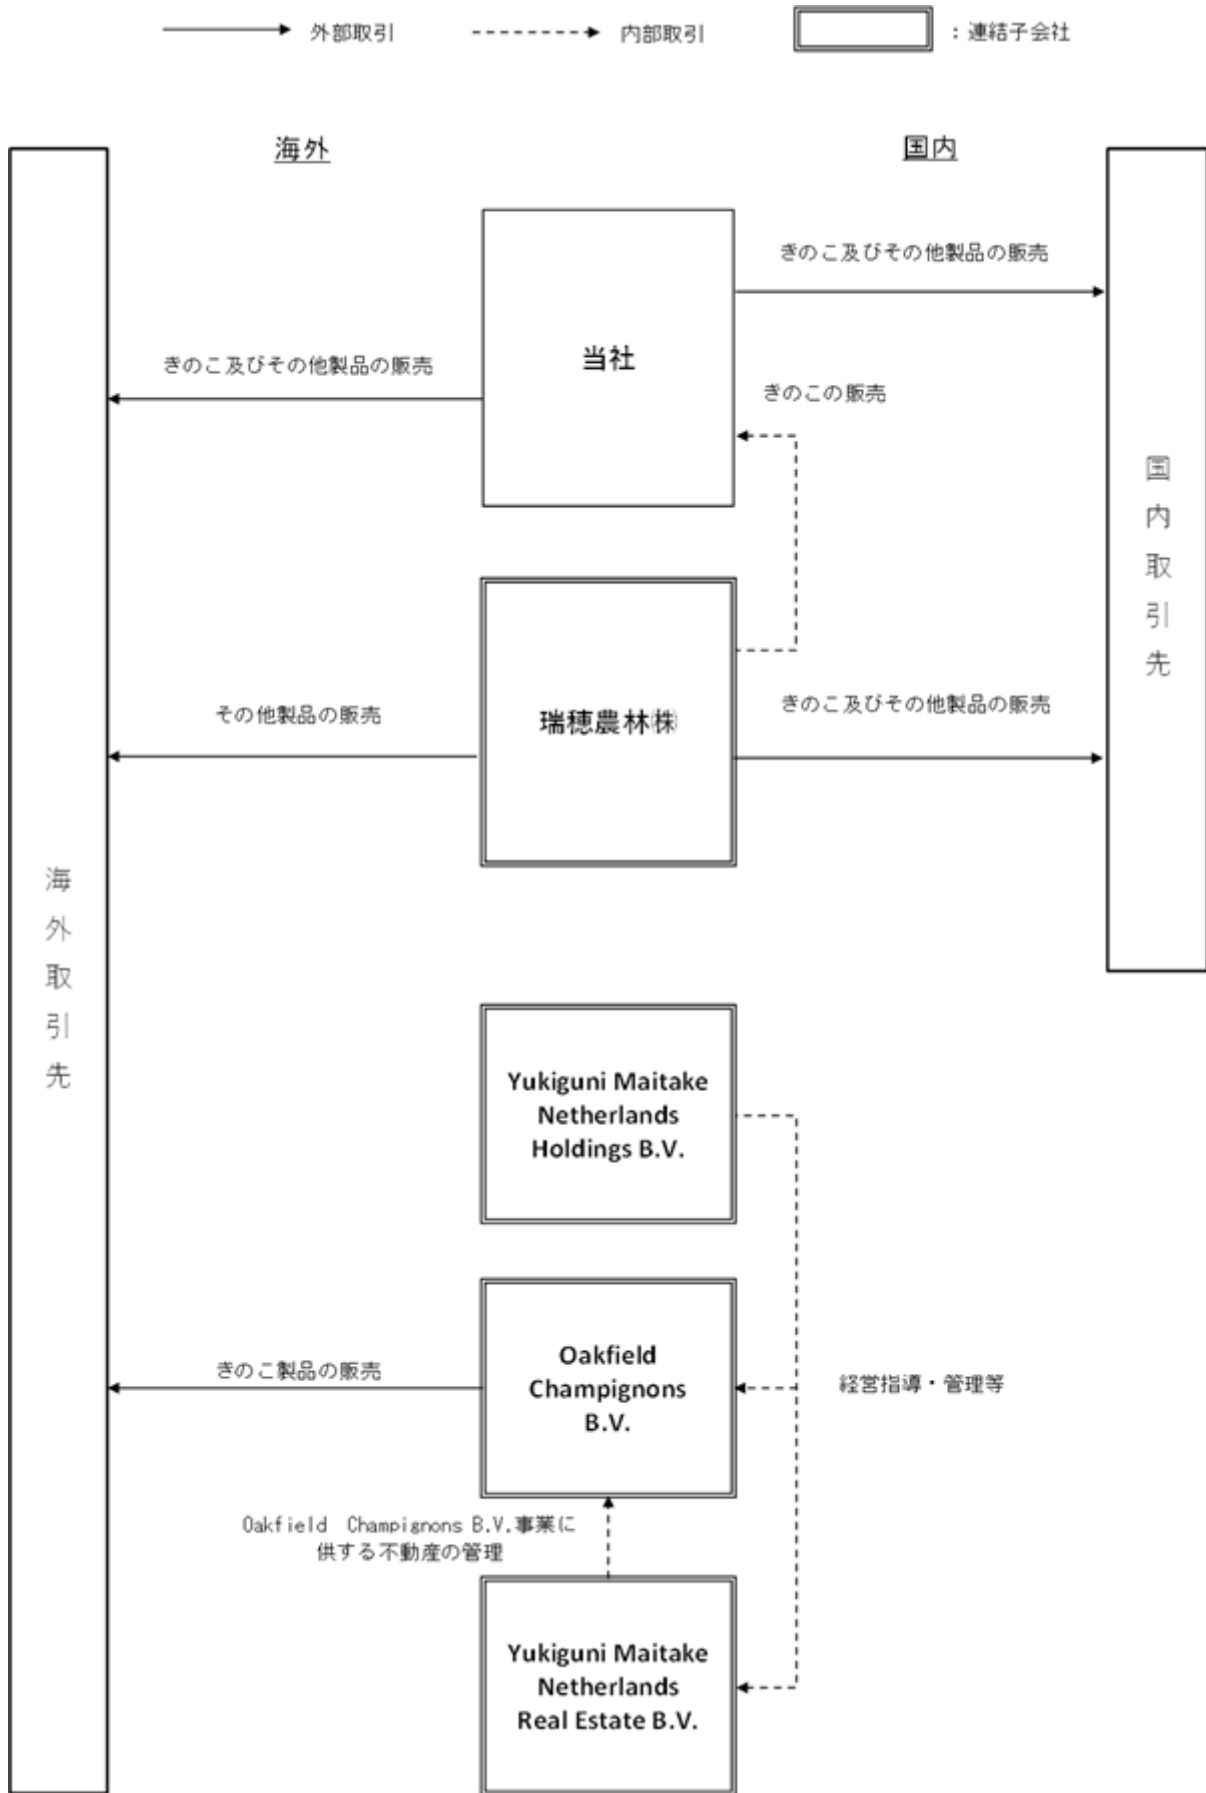 外部取引
内部取引
：連結子会社
海外
国内
きのこ及びその他製品の販売
当社
きのこ及びその他製品の販売
きのこの販売
国内取引先
その他製品の販売
瑞穂農林㈱
きのこ及びその他製品の販売
海外取引先
Yukiguni Maitake
Netherlands
Holdings B.V.
きのこ製品の販売
Oakfield
Champignons
B.V.
経営指導・管理等
Oakfield　Champignons B.V.事業に
供する不動産の管理
Yukiguni Maitake
Netherlands
Real Estate B.V.